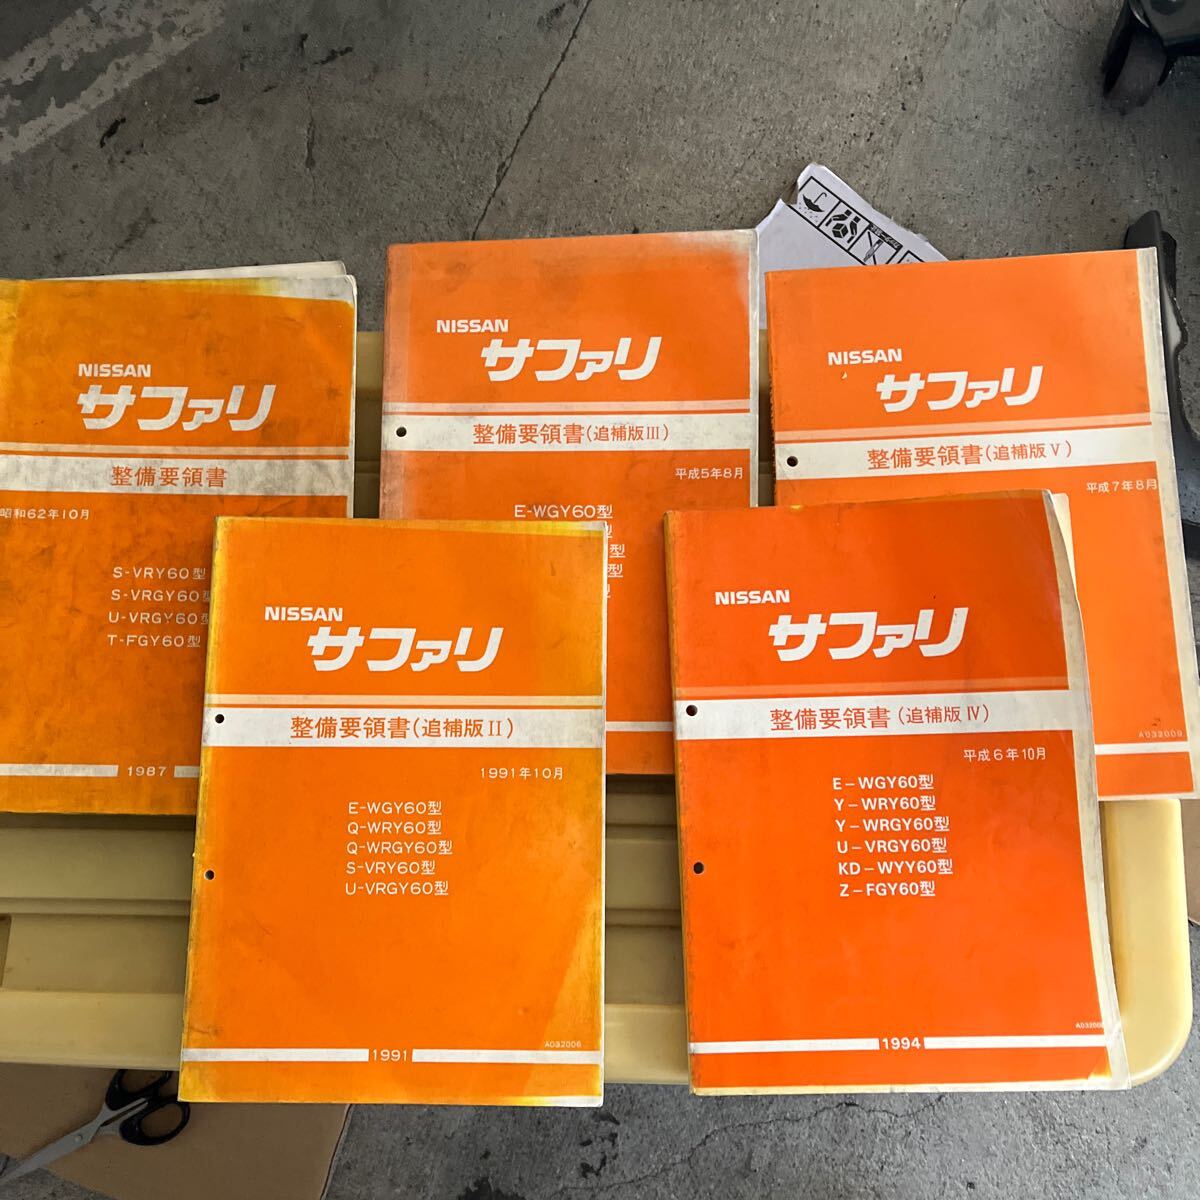 NISSAN
サファリ
整備要領書
昭和62年10月
S-VRY60型
S-VRGY60型
U-VRGY60型
T-FGY60型
1987
NISSAN
サファリ
整備要領書(追補版III)
平成5年8月
E-WGY60型
型
型
型
NISSAN
サファリ
整備要領書(追補版V)
平成7年8月
A032009
NISSAN
サファリ
整備要領書(追補版II)
1991年10月
E-WGY60型
Q-WRY60型
Q-WRGY60型
S-VRY60型
U-VRGY60型
A032006
1991
NISSAN
サファリ
整備要領書(追補版IV)
平成6年10月
E-WGY60型
Y-WRY60型
Y-WRGY60型
U-VRGY60型
KD-WYY60型
Z-FGY60型
1994